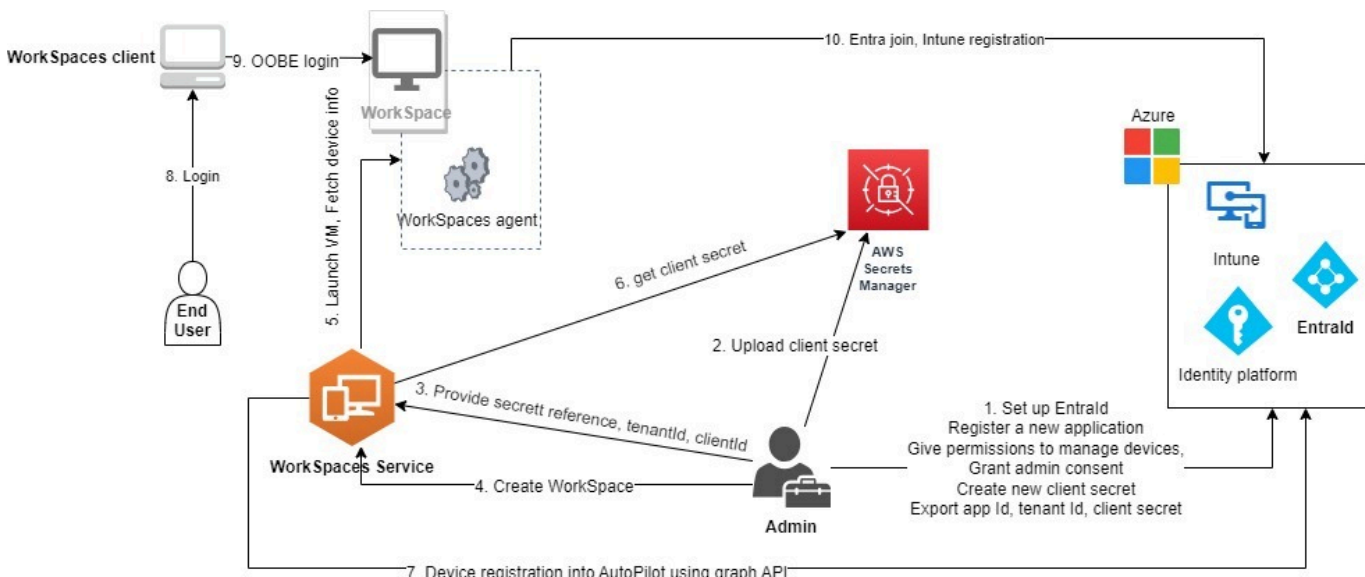 WorkSpaces client
9. OOBE login
10. Entra join, Intune registration
WorkSpace
Azure
8. Login
5. Launch VM, Fetch device info
WorkSpaces agent
6. get client secret
AWS
Secrets
Manager
Intune
EntraId
Identity platform
End
User
2. Upload client secret
3. Provide secrett reference, tenantId, clientId
WorkSpaces Service
4. Create WorkSpace
Admin
1. Set up EntraId
Register a new application
Give permissions to manage devices,
Grant admin consent
Create new client secret
Export app Id, tenant Id, client secret
7. Device registration into AutoPilot using graph API